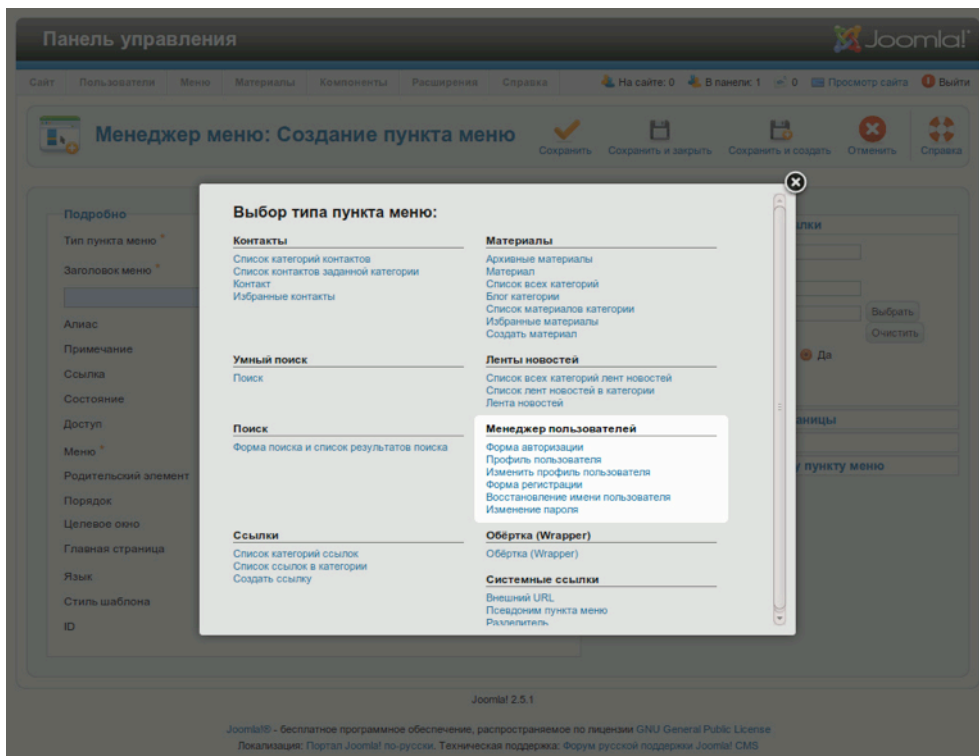 Панель управления
Joomla!
Сайт Пользователи Меню Материалы Компоненты Расширения Справка На сайте: 0 В панели: 1 0 Просмотр сайта Выйти
Менеджер меню: Создание пункта меню
Сохранить Сохранить и закрыть Сохранить и создать Отменить Справка
Подробно
Тип пункта меню *
Заголовок меню *
Алиас
Примечание
Ссылка
Состояние
Доступ
Меню *
Родительский элемент
Порядок
Целевое окно
Главная страница
Язык
Стиль шаблона
ID
Выбор типа пункта меню:
Контакты
Список категорий контактов
Список контактов заданной категории
Контакт
Избранные контакты
Материалы
Архивные материалы
Материал
Список всех категорий
Блог категории
Список материалов категории
Избранные материалы
Создать материал
Умный поиск
Поиск
Ленты новостей
Список всех категорий лент новостей
Список лент новостей в категории
Лента новостей
Поиск
Форма поиска и список результатов поиска
Менеджер пользователей
Форма авторизации
Профиль пользователя
Изменить профиль пользователя
Форма регистрации
Восстановление имени пользователя
Изменение пароля
Ссылки
Список категорий ссылок
Список ссылок в категории
Создать ссылку
Обёртка (Wrapper)
Обёртка (Wrapper)
Системные ссылки
Внешний URL
Псевдоним пункта меню
Разделитель
Выбрать
Очистить
Да
пункту меню
Joomla! 2.5.1
Joomla!® - бесплатное программное обеспечение, распространяемое по лицензии GNU General Public License
Локализация: Портал Joomla! по-русски. Техническая поддержка: Форум русской поддержки Joomla! CMS